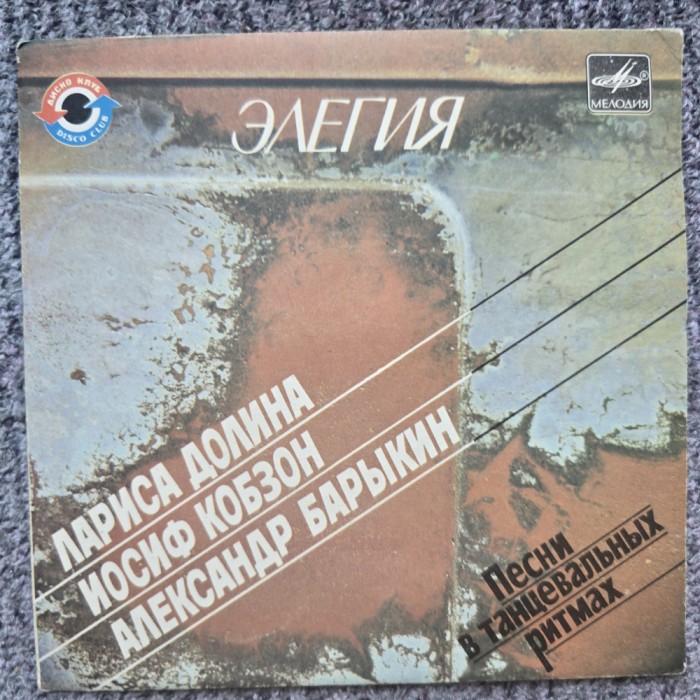 ДИСКО КЛУБ
DISCO CLUB
ЭЛЕГИЯ
МЕЛОДИЯ
ЛАРИСА ДОЛИНА
ИОСИФ КОБЗОН
АЛЕКСАНДР БАРЫКИН
Песни
в танцевальных
ритмах